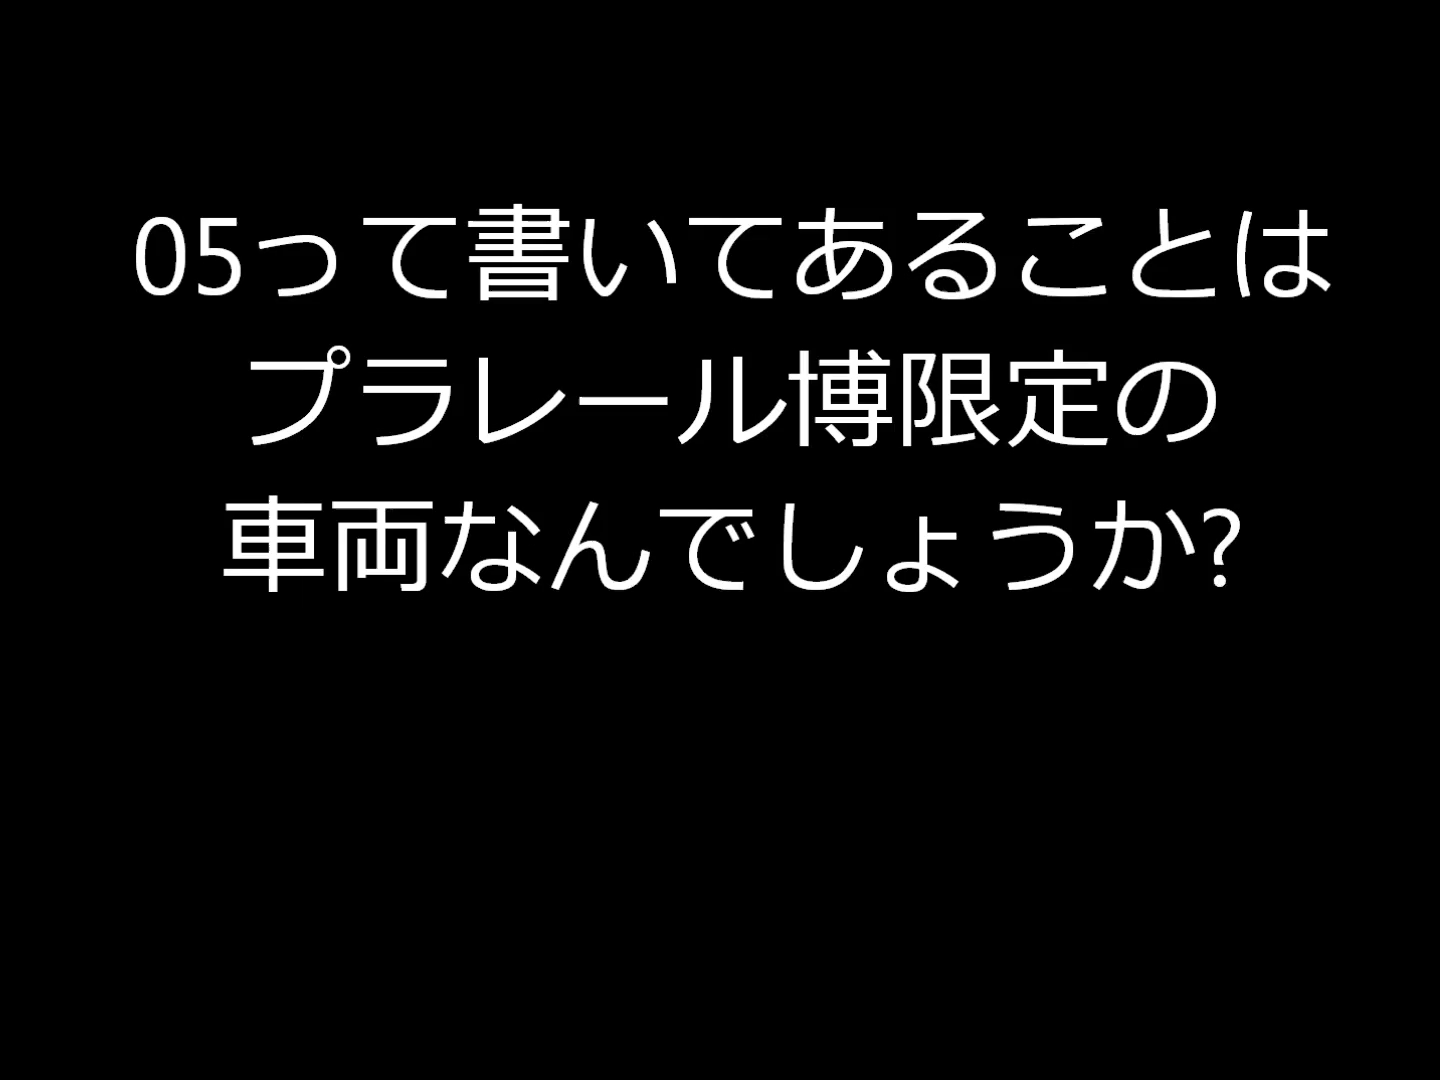 05って書いてあることは
プラレール博限定の
車両なんでしょうか?